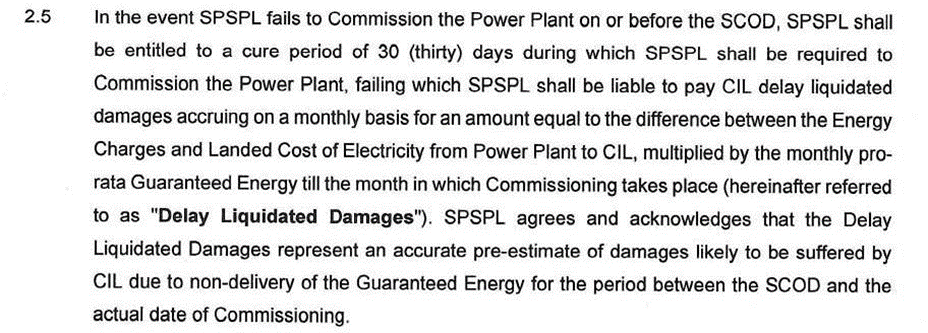 2.5 In the event SPSPL fails to Commission the Power Plant on or before the SCOD, SPSPL shall
be entitled to a cure period of 30 (thirty) days during which SPSPL shall be required to
Commission the Power Plant, failing which SPSPL shall be liable to pay CIL delay liquidated
damages accruing on a monthly basis for an amount equal to the difference between the Energy
Charges and Landed Cost of Electricity from Power Plant to CIL, multiplied by the monthly pro-
rata Guaranteed Energy till the month in which Commissioning takes place (hereinafter referred
to as "Delay Liquidated Damages"). SPSPL agrees and acknowledges that the Delay
Liquidated Damages represent an accurate pre-estimate of damages likely to be suffered by
CIL due to non-delivery of the Guaranteed Energy for the period between the SCOD and the
actual date of Commissioning.